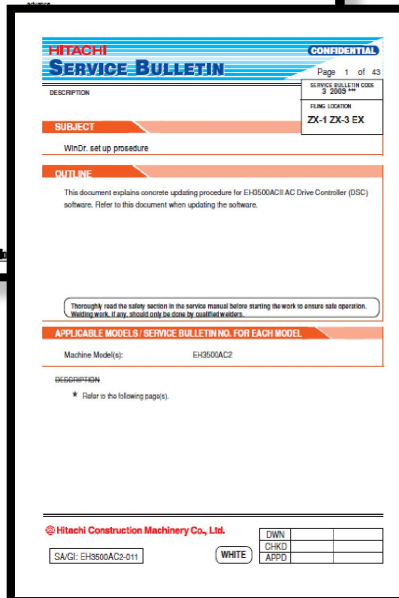 advance
HITACHI
CONFIDENTIAL
SERVICE BULLETIN
Page 1 of 43
DESCRIPTION
SERVICE BULLETIN CODE
3 2009 ***
FILING LOCATION
ZX-1 ZX-3 EX
SUBJECT
WinDr. set up prosedure
OUTLINE
This document explains concrete updating procedure for EH3500ACII AC Drive Controller (DSC)
software. Refer to this document when updating the software.
Thoroughly read the safety section in the service manual before starting the work to ensure safe operation.
Welding work, if any, should only be done by qualified welders.
APPLICABLE MODELS / SERVICE BULLETIN NO. FOR EACH MODEL
Machine Model(s): EH3500AC2
DESCRIPTION
* Refer to the following page(s).
Hitachi Construction Machinery Co., Ltd.
DWN
CHKD
APPD
SA/GI: EH3500AC2-011
WHITE